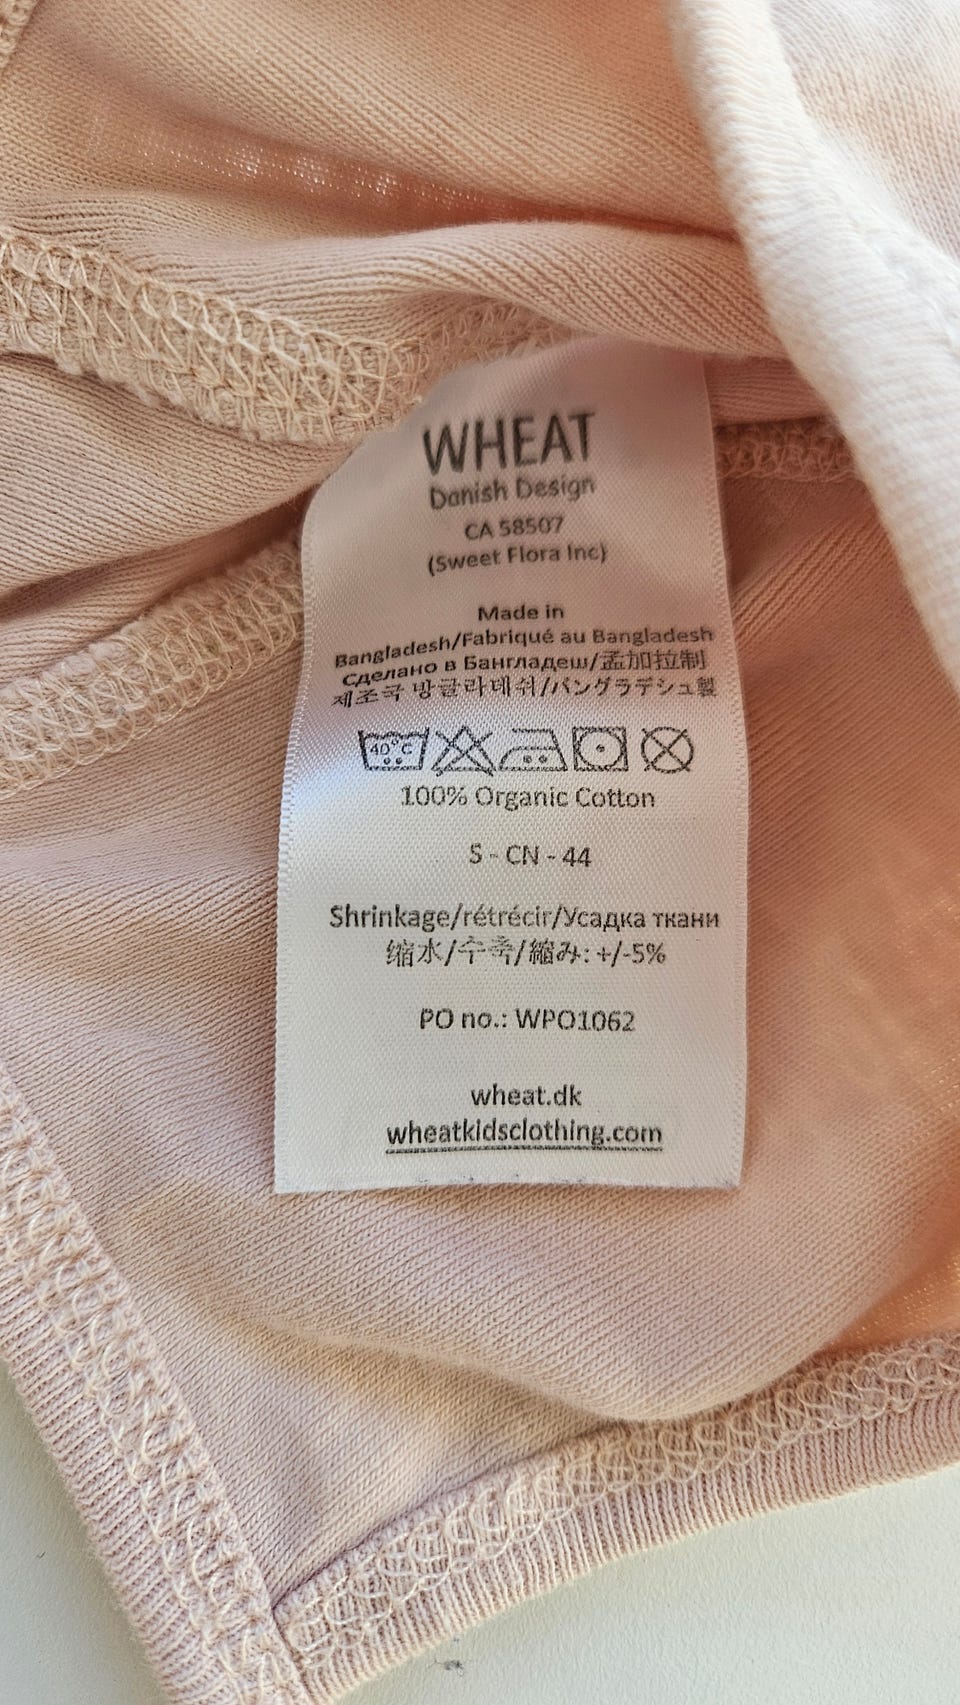 WHEAT
Danish Design
CA 58507
(Sweet Flora Inc)
Made in
Bangladesh/Fabriqué au Bangladesh
Сделано в Бангладеш/孟加拉制
제조국 방글라데쉬/バングラデシュ製
40°C
100% Organic Cotton
S - CN - 44
Shrinkage/rétrécir/Усадка ткани
缩水/수축/縮み: +/-5%
PO no.: WPO1062
wheat.dk
wheatkidsclothing.com